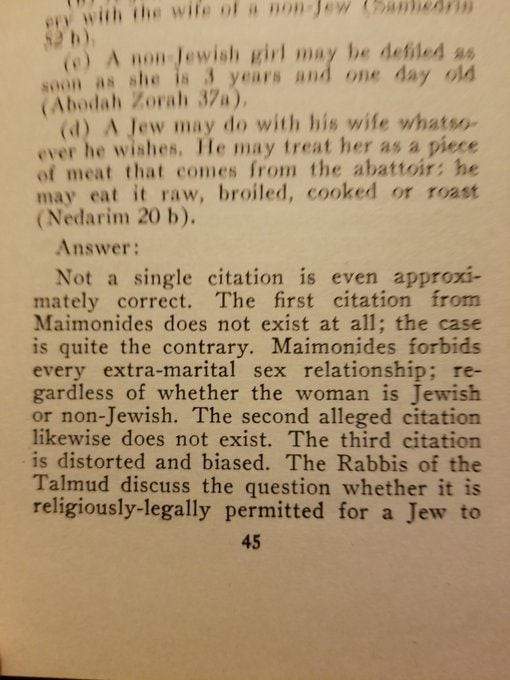 ery with the wife of a non-Jew (Sanhedrin
52 b).
(c) A non-Jewish girl may be defiled as
soon as she is 3 years and one day old
(Abodah Zorah 37a).
(d) A Jew may do with his wife whatso-
ever he wishes. He may treat her as a piece
of meat that comes from the abattoir: he
may eat it raw, broiled, cooked or roast
(Nedarim 20 b).
Answer:
Not a single citation is even approxi-
mately correct. The first citation from
Maimonides does not exist at all; the case
is quite the contrary. Maimonides forbids
every extra-marital sex relationship; re-
gardless of whether the woman is Jewish
or non-Jewish. The second alleged citation
likewise does not exist. The third citation
is distorted and biased. The Rabbis of the
Talmud discuss the question whether it is
religiously-legally permitted for a Jew to
45